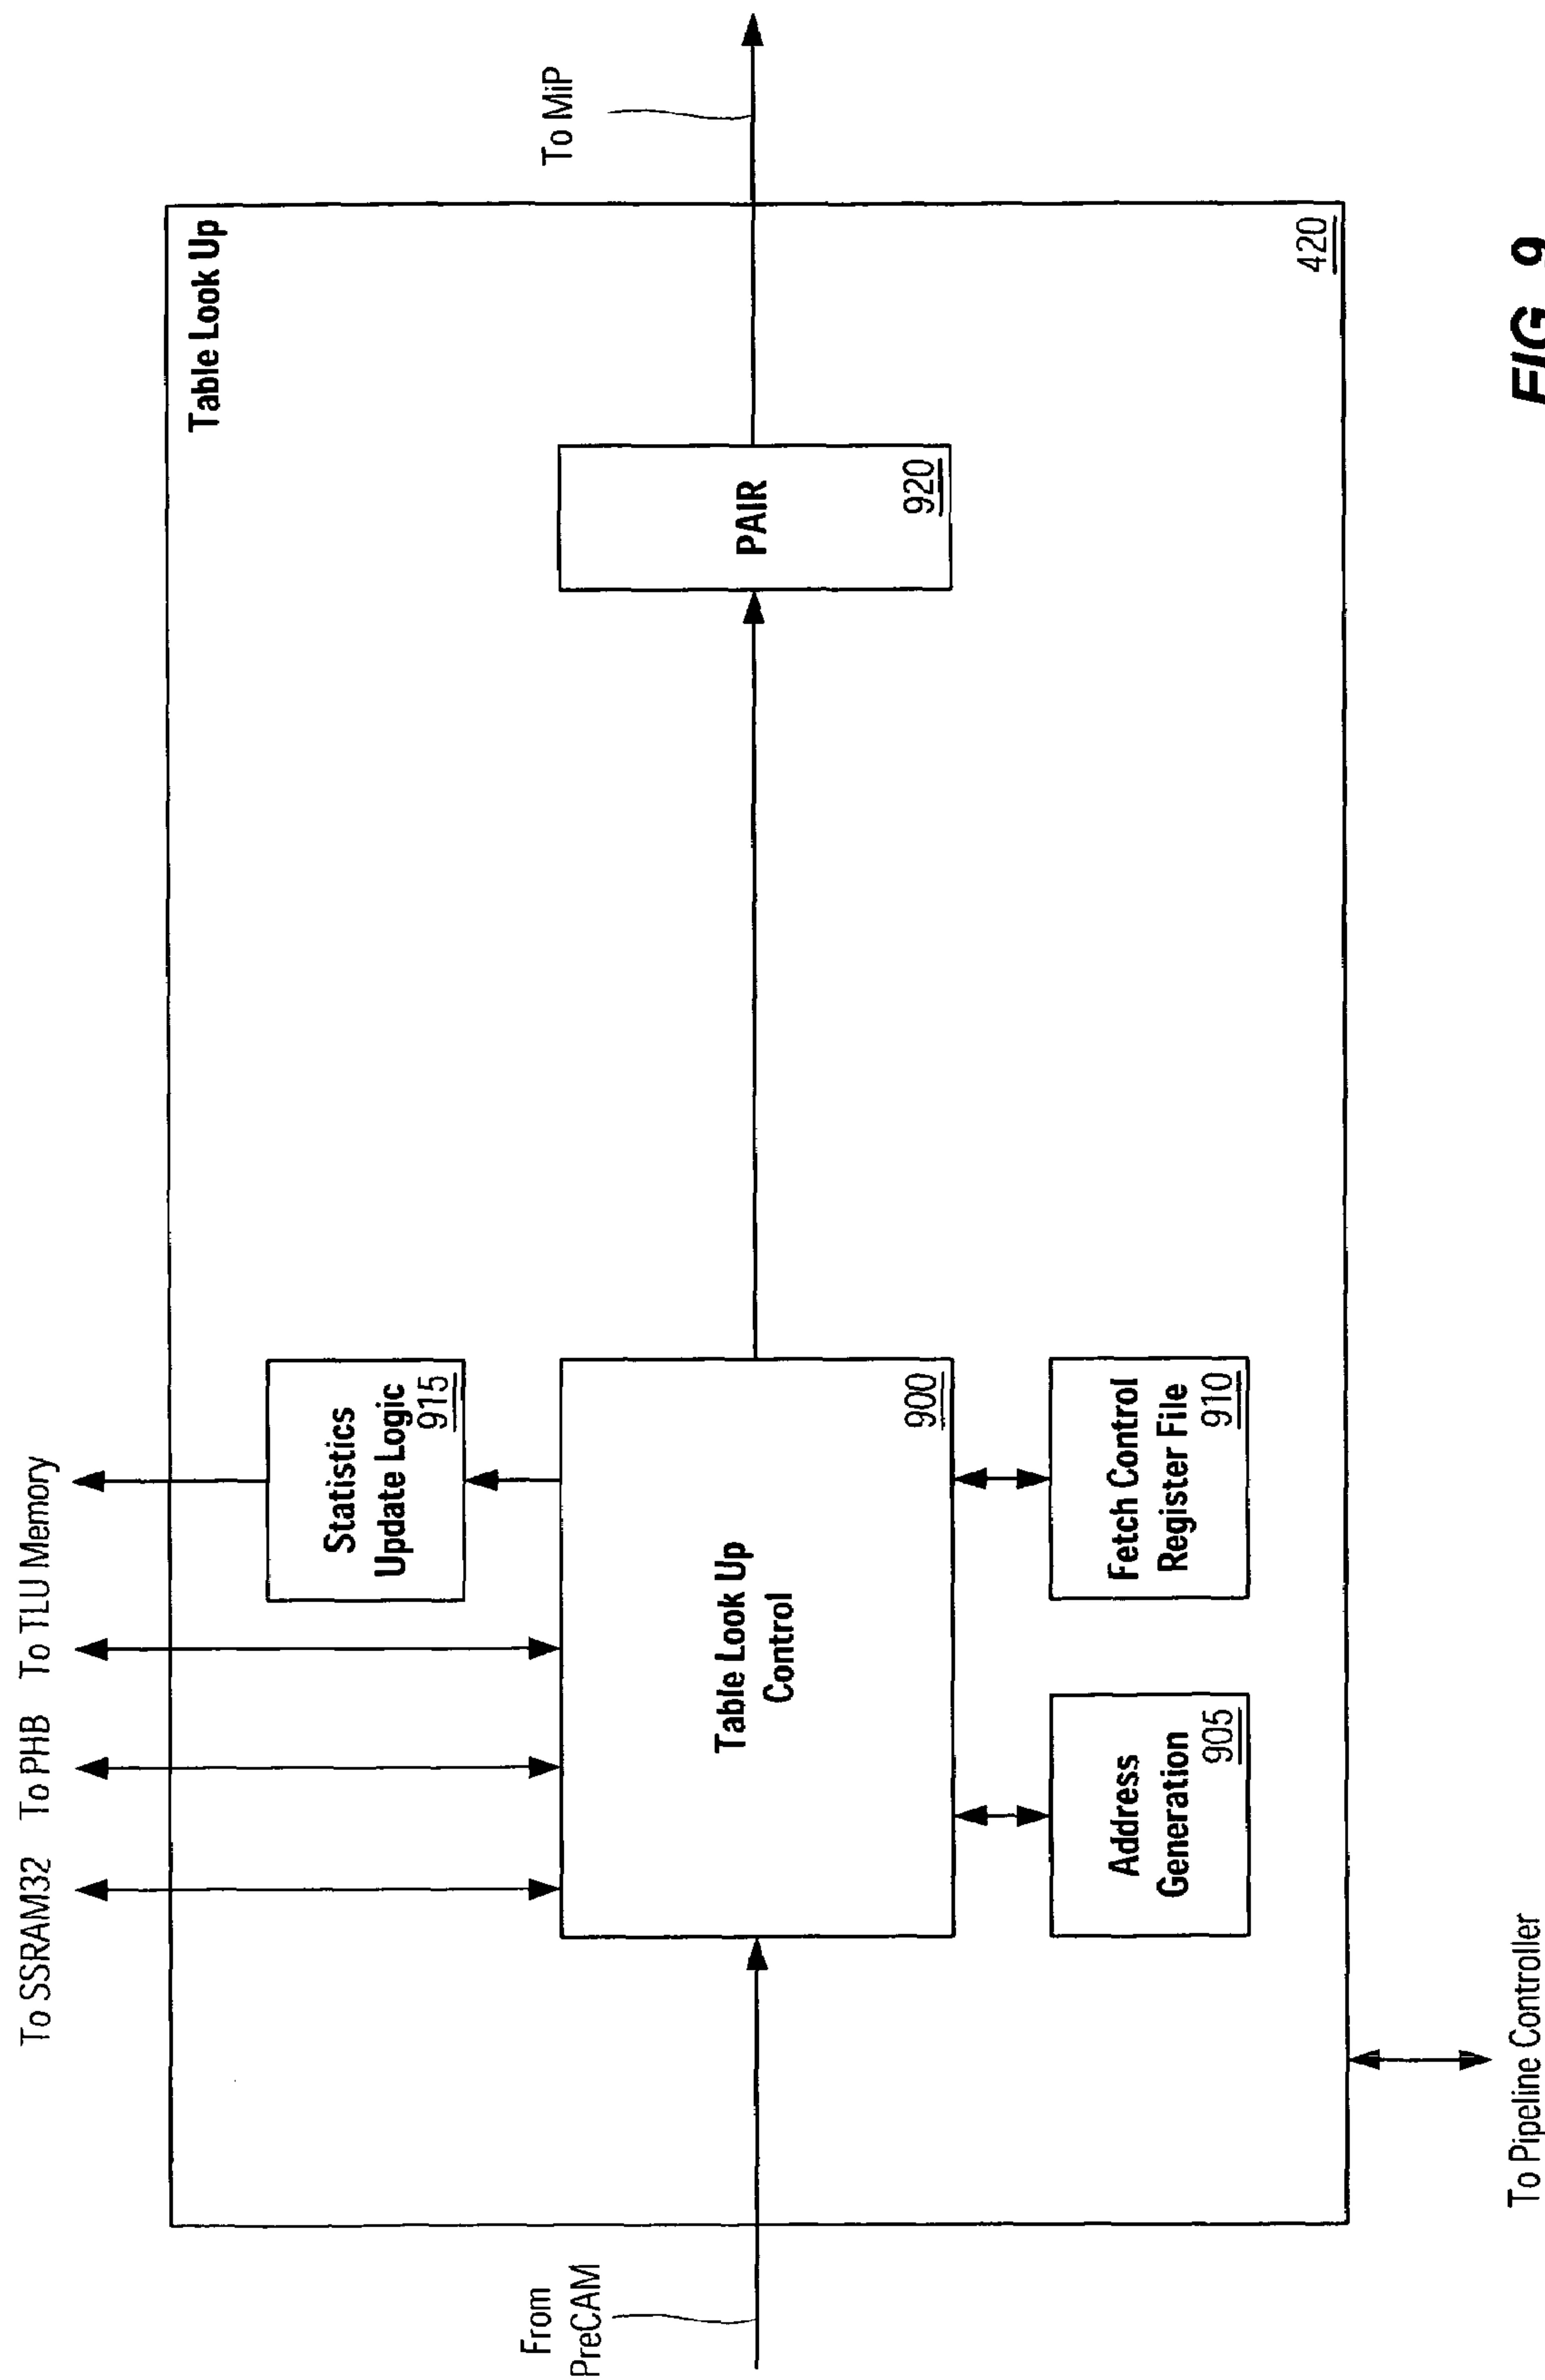 To SSRAM32
To PHB
To TLU Memory
Table Look Up
Statistics
Update Logic
915
From
PreCAM
Table Look Up
Control
900
PAIR
920
To MiP
Address
Generation
905
Fetch Control
Register File
910
420
To Pipeline Controller
FIG. 9